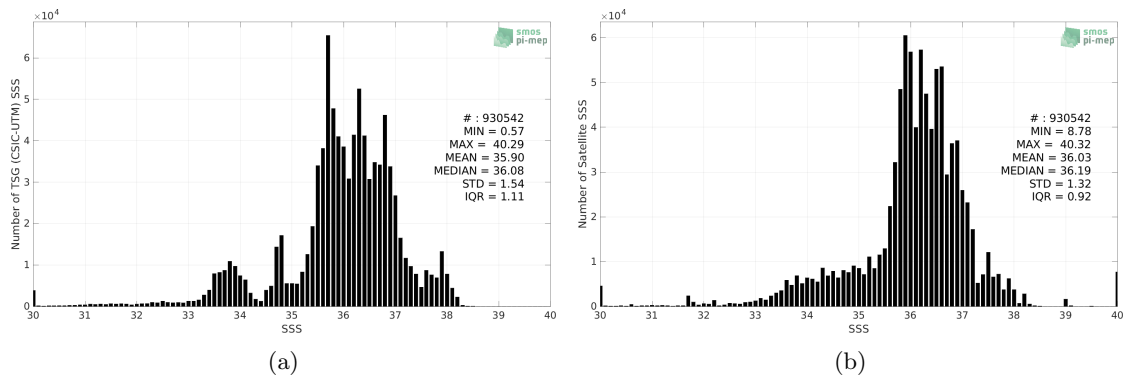 ×10⁴
6
5
4
3
2
1
0
30 31 32 33 34 35 36 37 38 39 40
SSS
Number of TSG (CSIC-UTM) SSS
smos
pi-mep
# : 930542
MIN = 0.57
MAX = 40.29
MEAN = 35.90
MEDIAN = 36.08
STD = 1.54
IQR = 1.11
(a)
×10⁴
6
5
4
3
2
1
0
30 31 32 33 34 35 36 37 38 39 40
SSS
Number of Satellite SSS
smos
pi-mep
# : 930542
MIN = 8.78
MAX = 40.32
MEAN = 36.03
MEDIAN = 36.19
STD = 1.32
IQR = 0.92
(b)